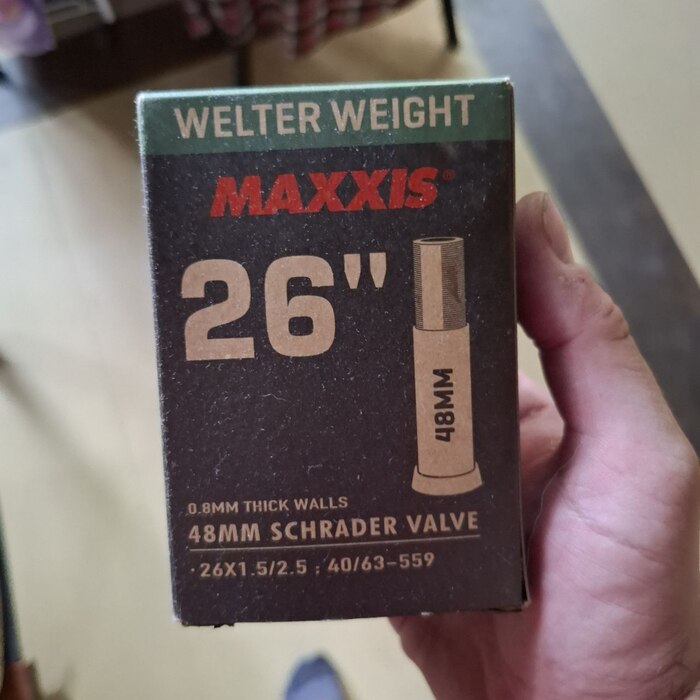 WELTER WEIGHT
MAXXIS®
26"
48MM
0.8MM THICK WALLS
48MM SCHRADER VALVE
·26X1.5/2.5 : 40/63-559